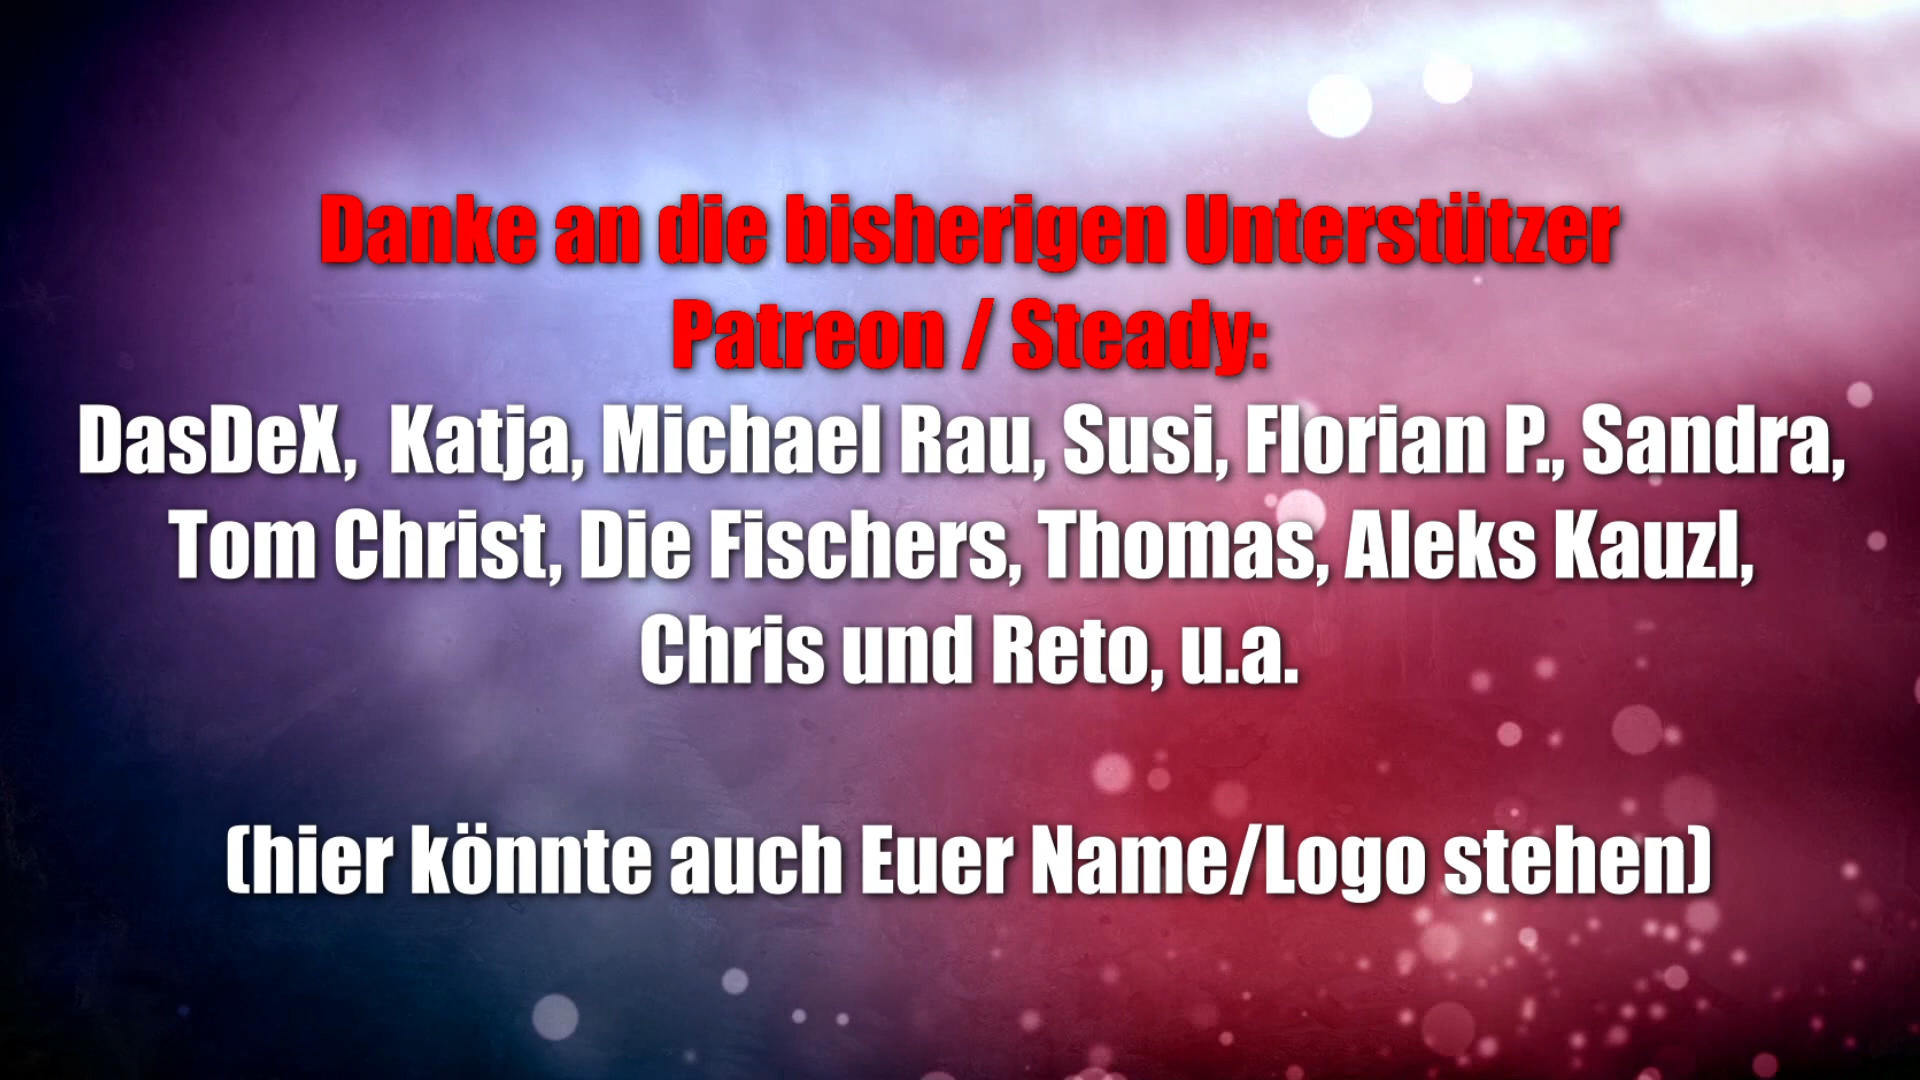 Danke an die bisherigen Unterstützer
Patreon / Steady:
DasDeX,  Katja, Michael Rau, Susi, Florian P., Sandra,
Tom Christ, Die Fischers, Thomas, Aleks Kauzl,
Chris und Reto, u.a.
(hier könnte auch Euer Name/Logo stehen)